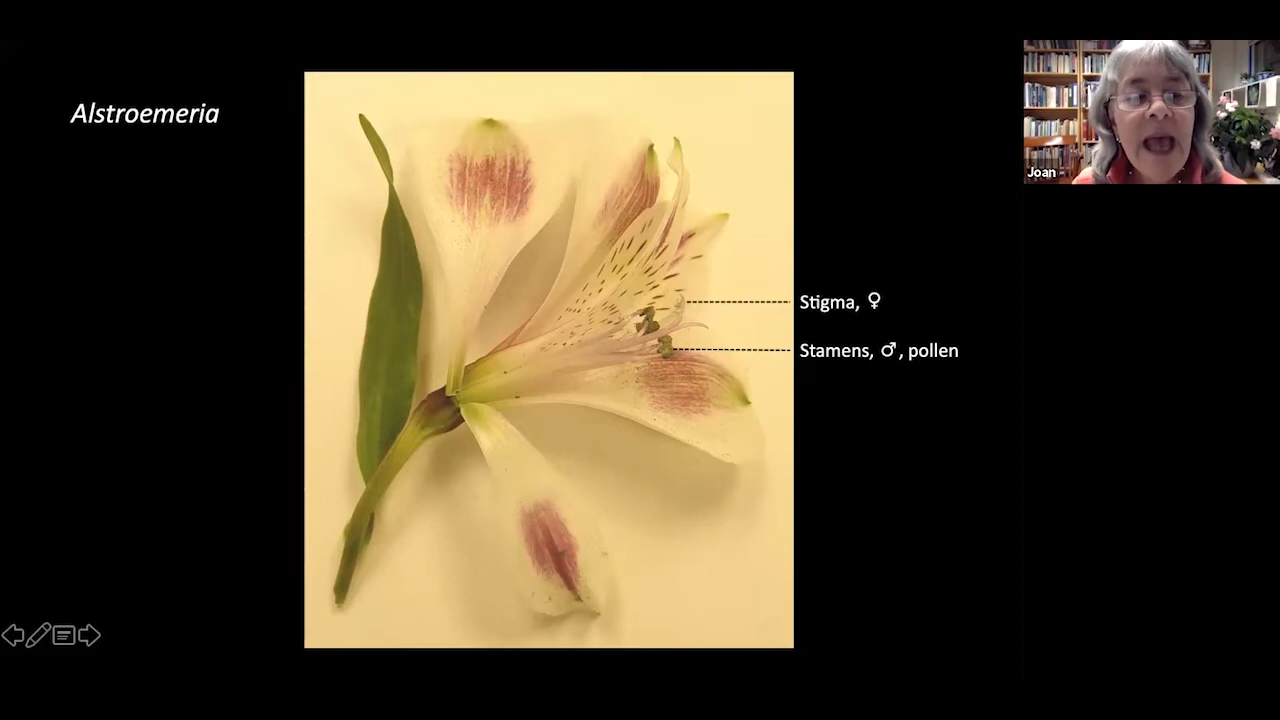 Alstroemeria
Joan
Stigma, ♀
Stamens, ♂, pollen